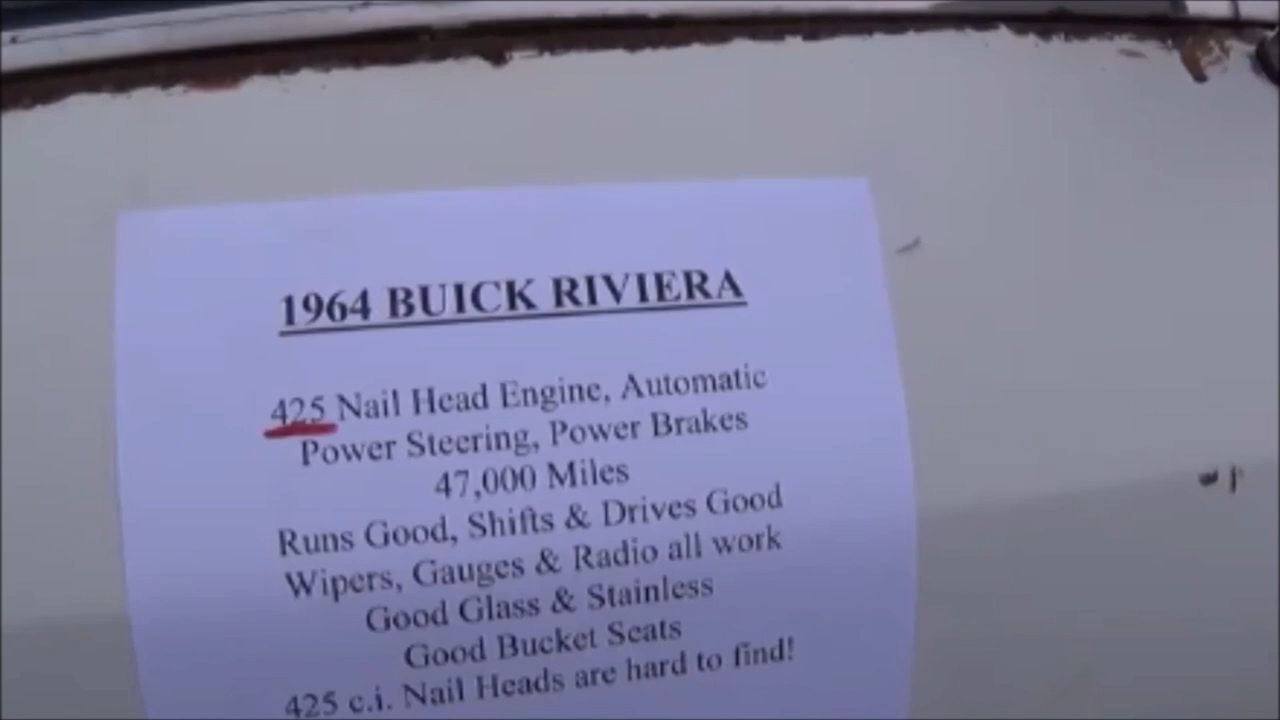 1964 BUICK RIVIERA
425 Nail Head Engine, Automatic
Power Steering, Power Brakes
47,000 Miles
Runs Good, Shifts & Drives Good
Wipers, Gauges & Radio all work
Good Glass & Stainless
Good Bucket Seats
425 c.i. Nail Heads are hard to find!